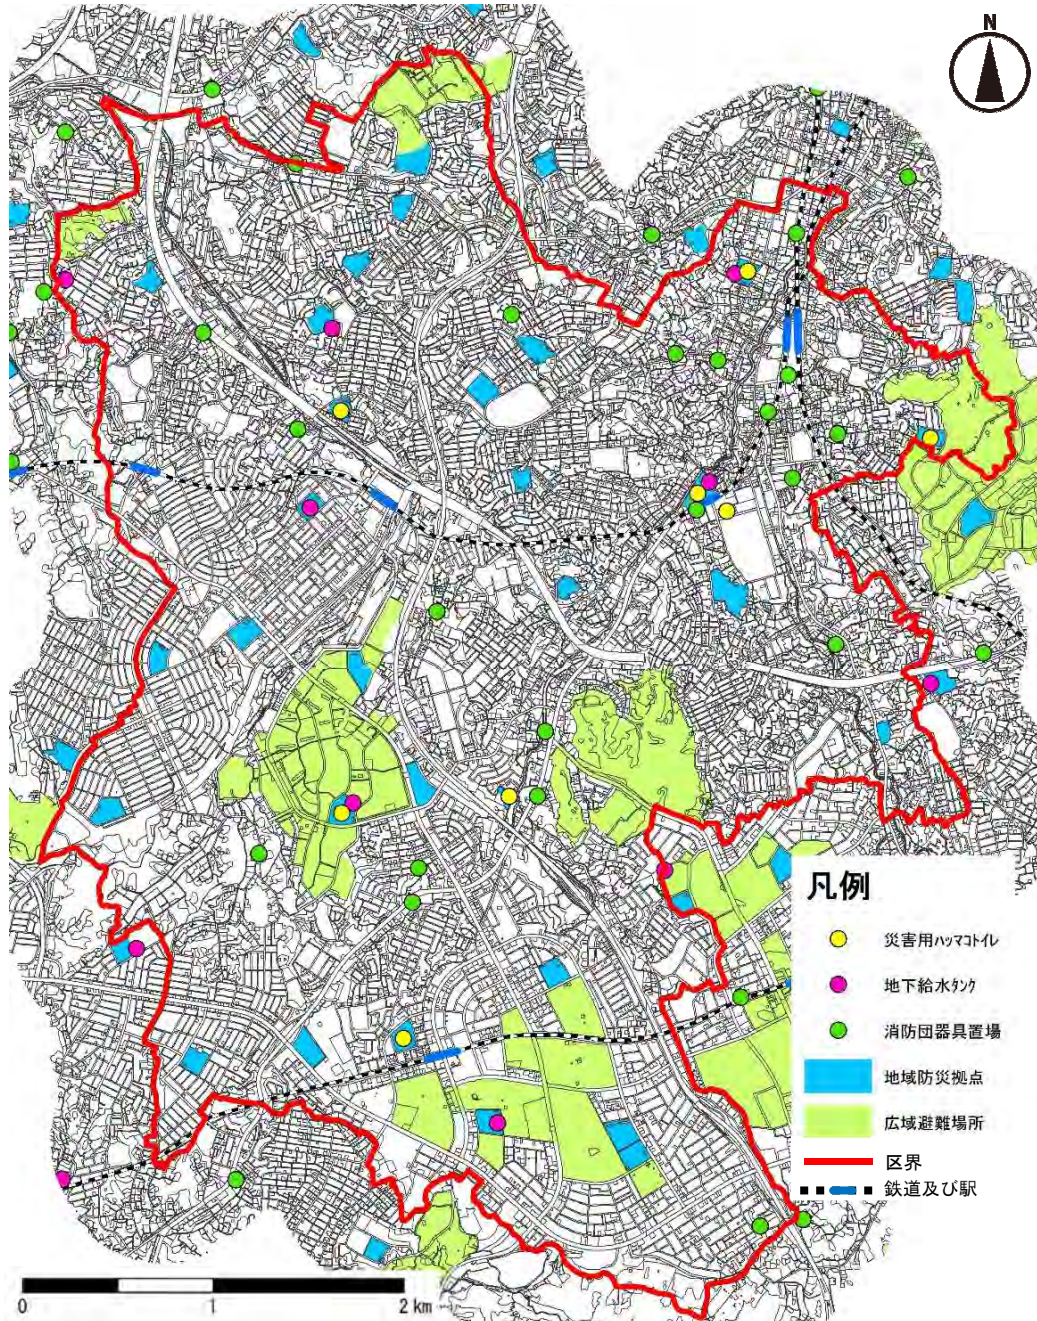 N
凡例
災害用ハマッコトイレ
地下給水タンク
消防団器具置場
地域防災拠点
広域避難場所
区界
鉄道及び駅
0 1 2 km